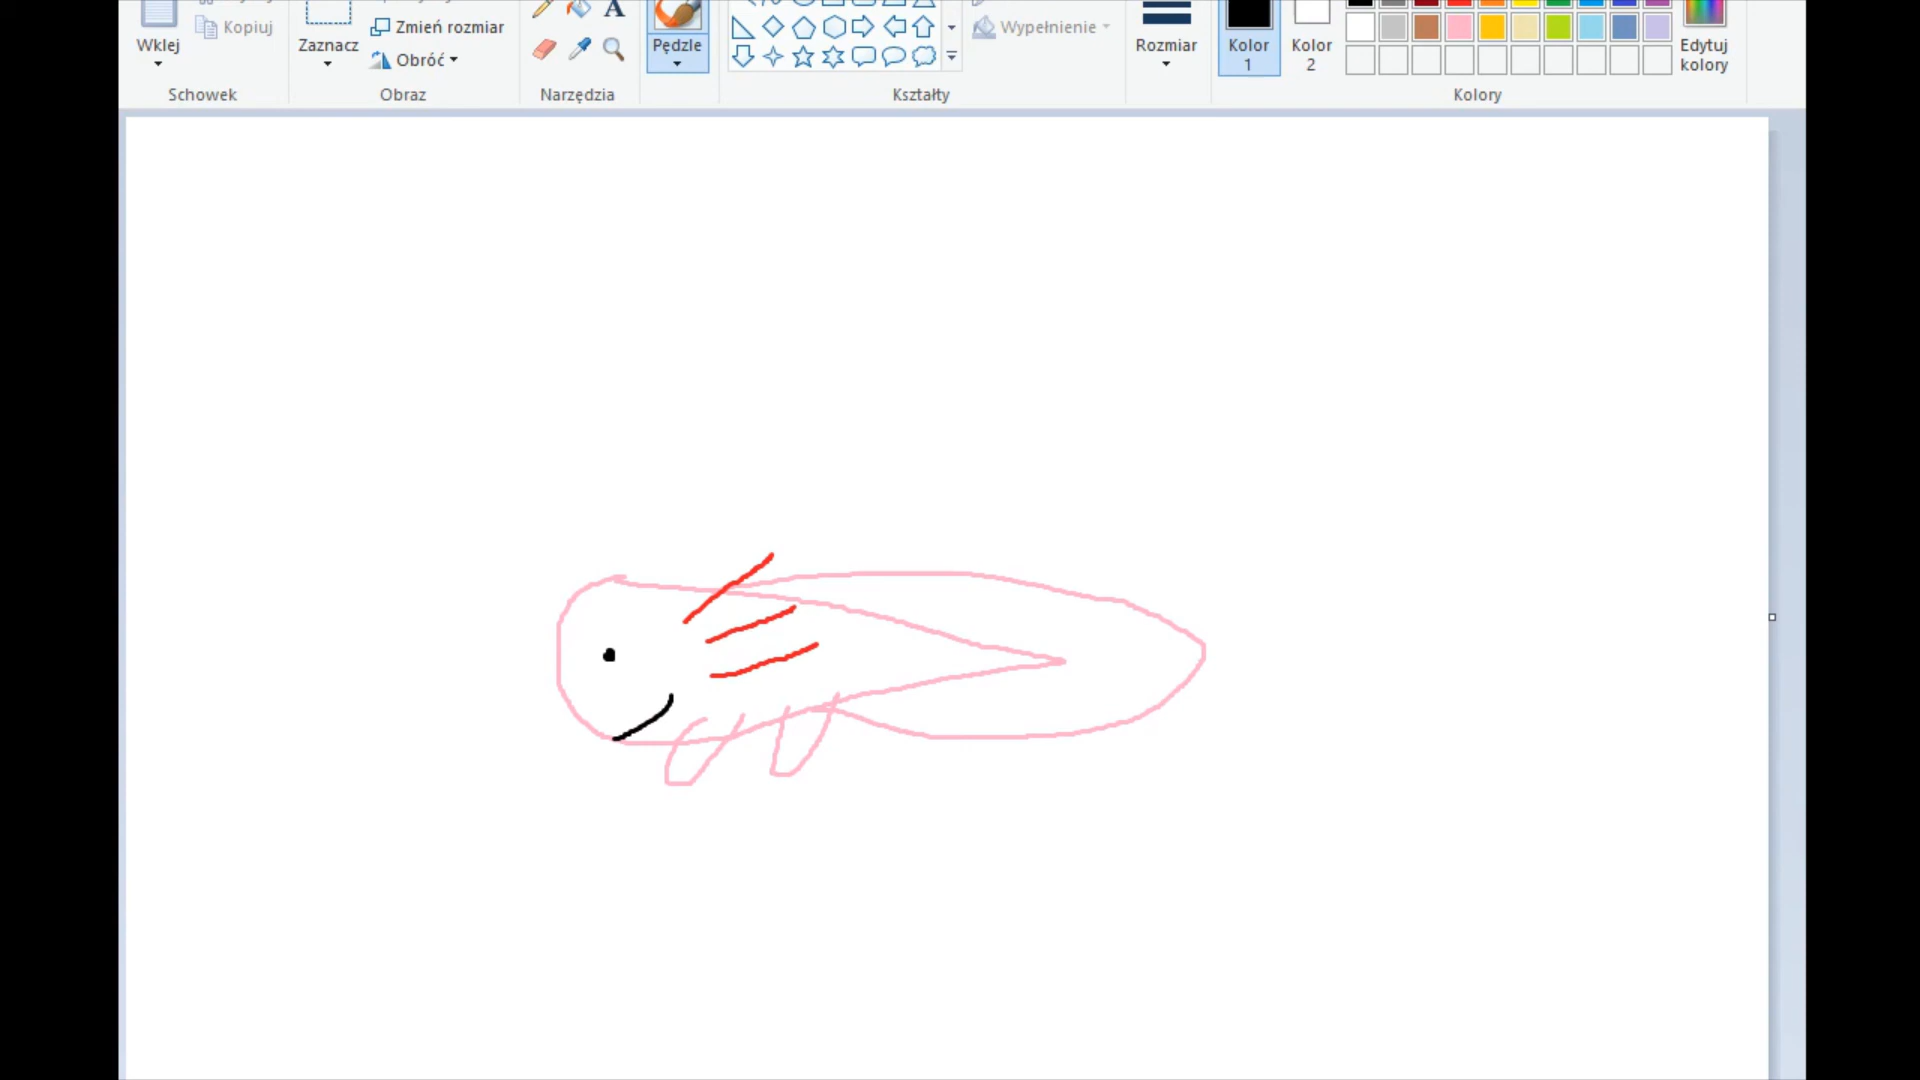 Wklej
Kopiuj
Schowek
Zaznacz
Zmień rozmiar
Obróć
Obraz
A
Narzędzia
Pędzle
Kształty
Wypełnienie
Rozmiar
Kolor
1
Kolor
2
Edytuj
kolory
Kolory